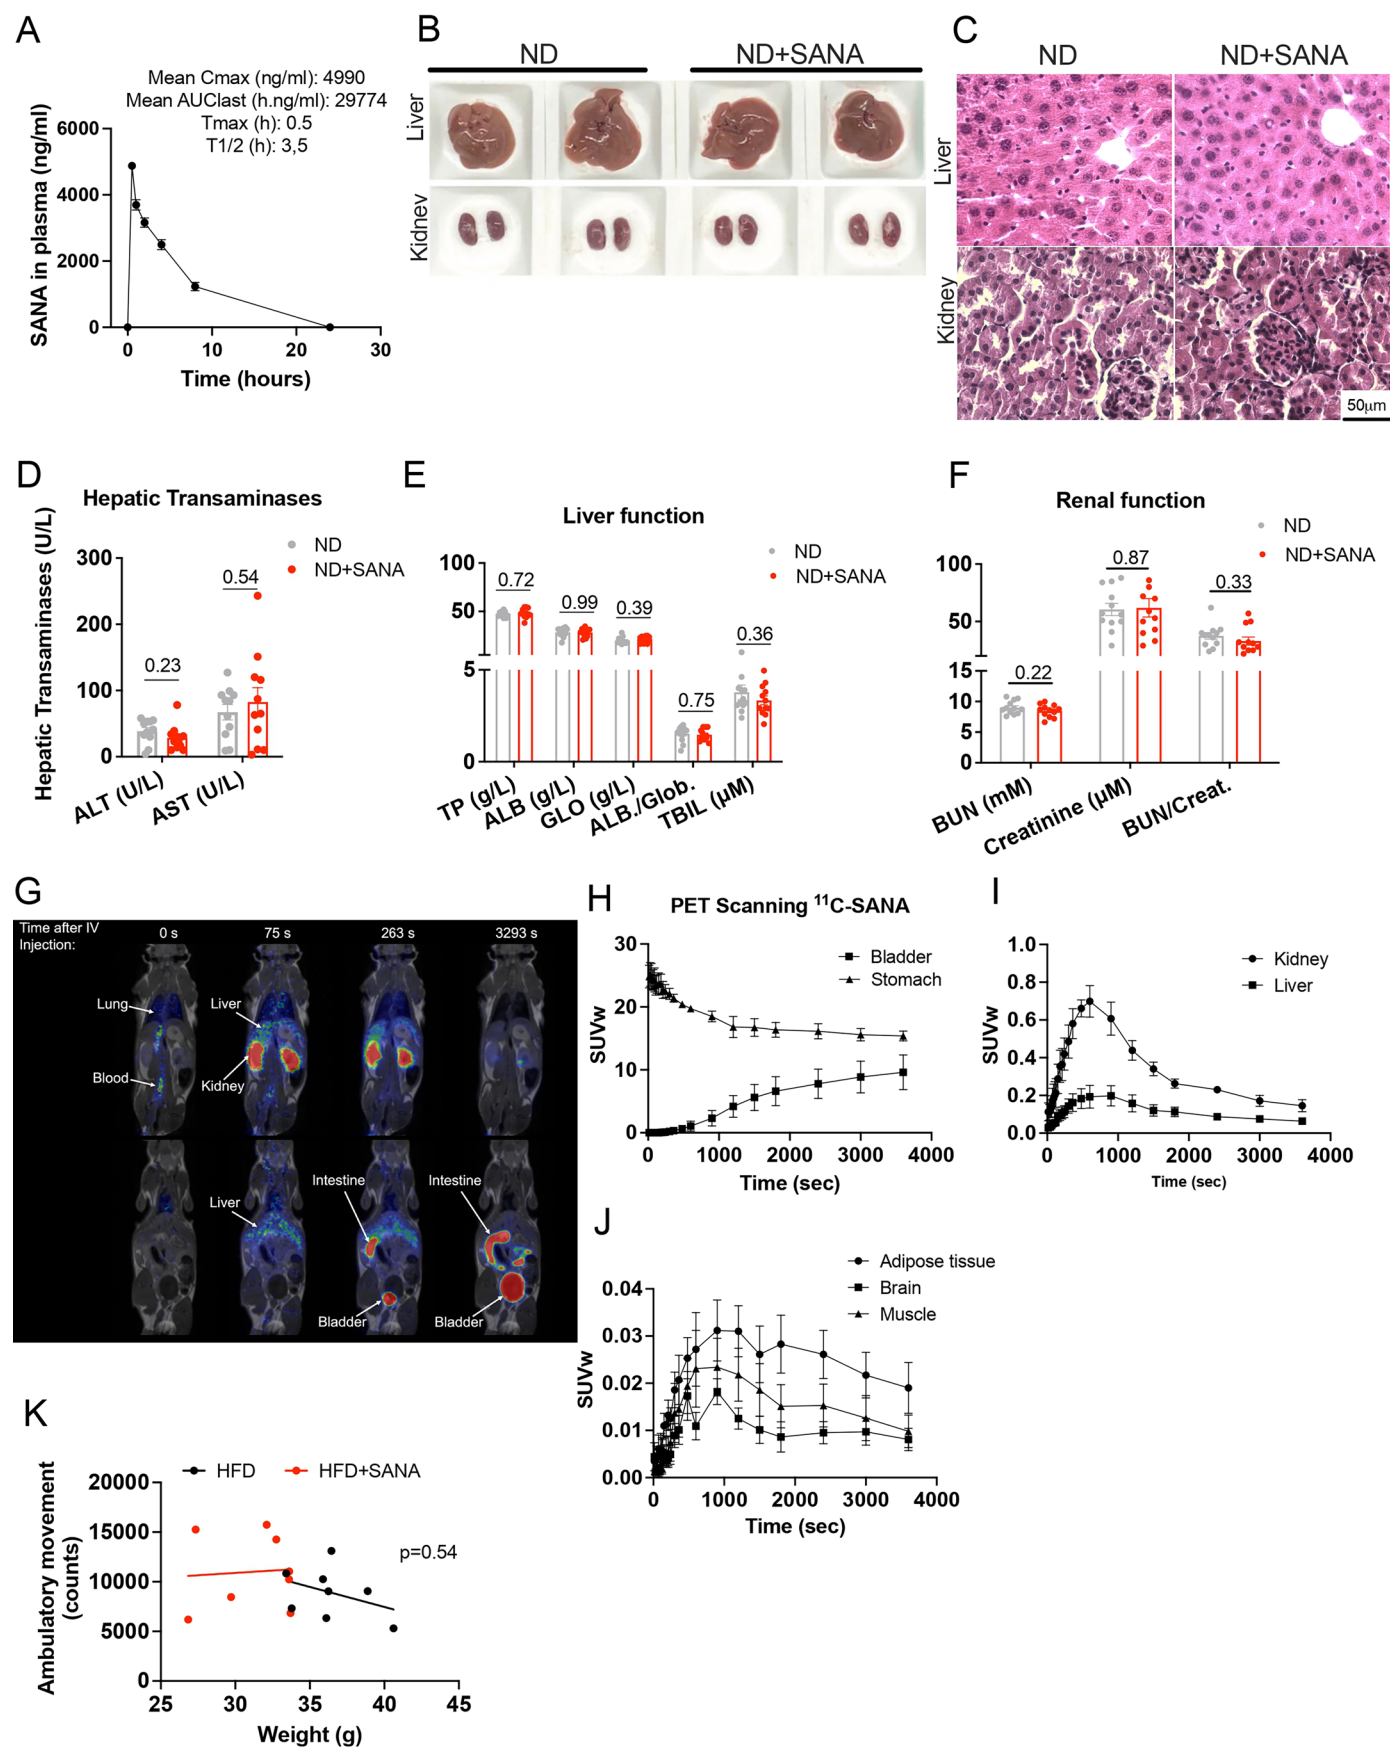 A
Mean Cmax (ng/ml): 4990
Mean AUClast (h.ng/ml): 29774
Tmax (h): 0.5
T1/2 (h): 3,5
SANA in plasma (ng/ml)
6000
4000
2000
0
0 10 20 30
Time (hours)
B
ND ND+SANA
Liver
Kidney
C
ND ND+SANA
Liver
Kidney
50µm
D
Hepatic Transaminases
Hepatic Transaminases (U/L)
ND
ND+SANA
300
200
100
0
0.23
0.54
ALT (U/L) AST (U/L)
E
Liver function
ND
ND+SANA
100
50
5
0
0.72
0.99
0.39
0.75
0.36
TP (g/L) ALB (g/L) GLO (g/L) ALB./Glob. TBIL (µM)
F
Renal function
ND
ND+SANA
100
50
15
10
5
0
0.22
0.87
0.33
BUN (mM) Creatinine (µM) BUN/Creat.
G
Time after IV
Injection:
0 s 75 s 263 s 3293 s
Lung
Liver
Blood
Kidney
Liver
Intestine
Intestine
Bladder
Bladder
H
PET Scanning ¹¹C-SANA
Bladder
Stomach
SUVw
30
20
10
0
0 1000 2000 3000 4000
Time (sec)
I
Kidney
Liver
SUVw
1.0
0.8
0.6
0.4
0.2
0.0
0 1000 2000 3000 4000
Time (sec)
J
Adipose tissue
Brain
Muscle
SUVw
0.04
0.03
0.02
0.01
0.00
0 1000 2000 3000 4000
Time (sec)
K
HFD HFD+SANA
Ambulatory movement
(counts)
20000
15000
10000
5000
0
p=0.54
25 30 35 40 45
Weight (g)